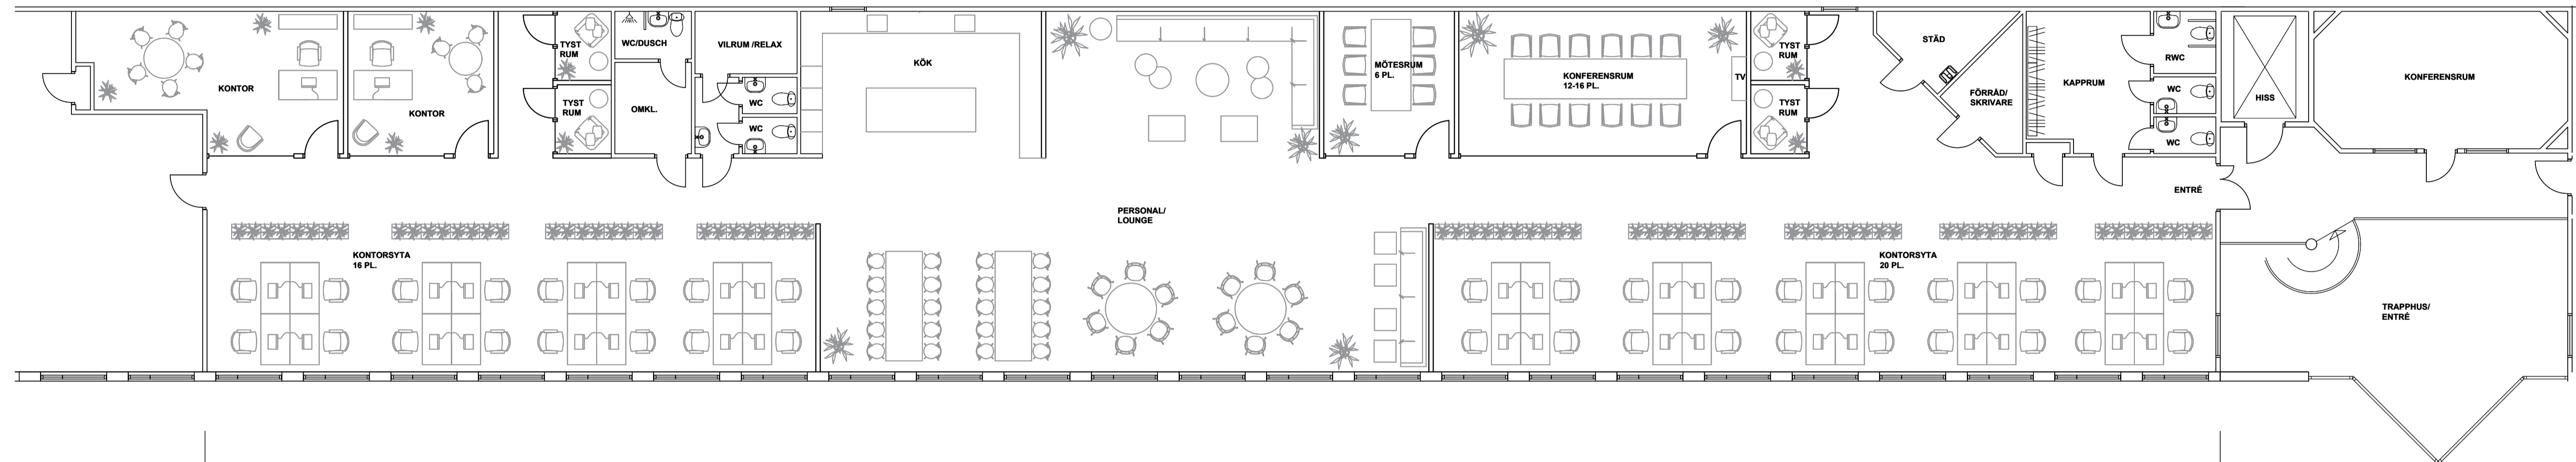 KONTOR
KONTOR
TYST
RUM
TYST
RUM
WC/DUSCH
OMKL.
VILRUM /RELAX
WC
WC
KÖK
MÖTESRUM
6 PL.
KONFERENSRUM
12-16 PL.
TV
TYST
RUM
TYST
RUM
STÄD
FÖRRÅD/
SKRIVARE
KAPPRUM
RWC
WC
WC
HISS
KONFERENSRUM
ENTRÉ
PERSONAL/
LOUNGE
KONTORSYTA
16 PL.
KONTORSYTA
20 PL.
TRAPPHUS/
ENTRÉ